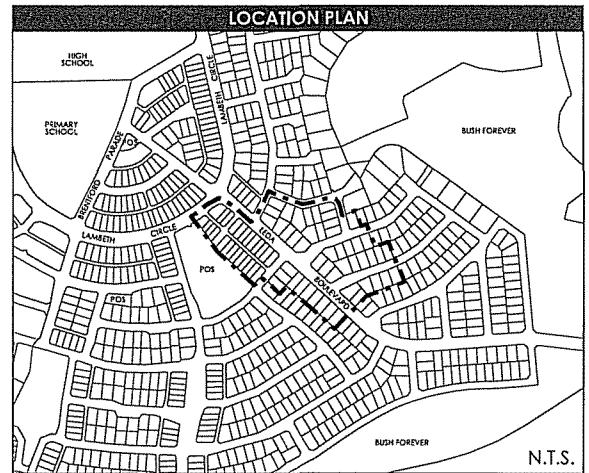 LOCATION PLAN
HIGH
SCHOOL
PRIMARY
SCHOOL
LAMBETH CIRCLE
BUSH FOREVER
POS
BRENTFORD PARADE
LAMBETH CIRCLE
LEDA BOULEVARD
POS
POS
BUSH FOREVER
N.T.S.